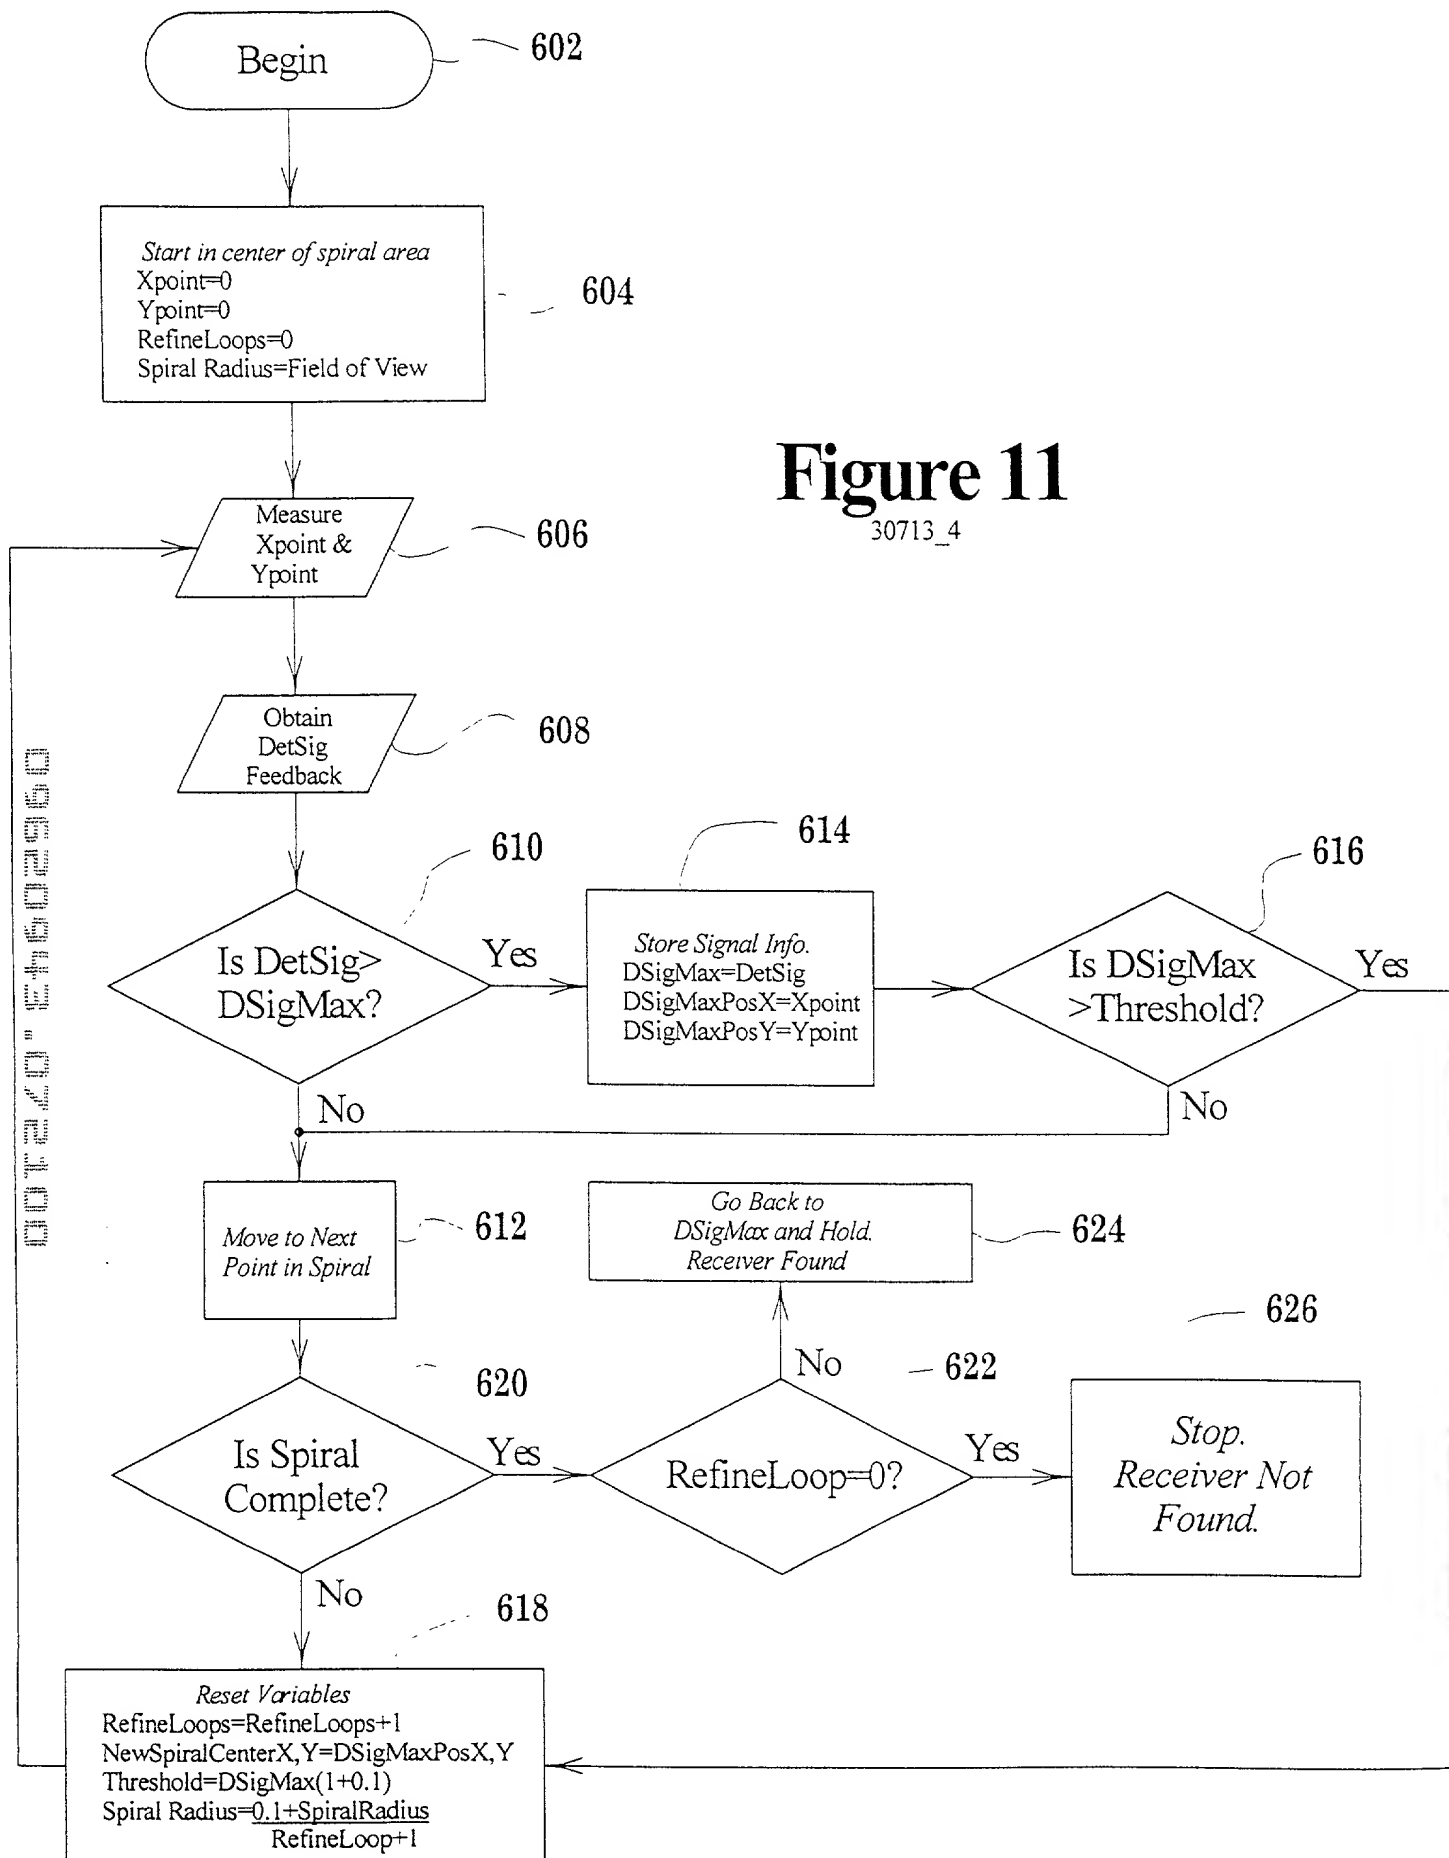 Begin
602
Start in center of spiral area
Xpoint=0
Ypoint=0
RefineLoops=0
Spiral Radius=Field of View
604
Figure 11
30713_4
Measure
Xpoint &
Ypoint
606
Obtain
DetSig
Feedback
608
09620943.072100
Is DetSig>
DSigMax?
610
Yes
No
Store Signal Info.
DSigMax=DetSig
DSigMaxPosX=Xpoint
DSigMaxPosY=Ypoint
614
Is DSigMax
>Threshold?
616
Yes
No
Move to Next
Point in Spiral
612
Go Back to
DSigMax and Hold.
Receiver Found
624
626
Is Spiral
Complete?
620
Yes
No
RefineLoop=0?
622
No
Yes
Stop.
Receiver Not
Found.
618
Reset Variables
RefineLoops=RefineLoops+1
NewSpiralCenterX,Y=DSigMaxPosX,Y
Threshold=DSigMax(1+0.1)
Spiral Radius=0.1+SpiralRadius
RefineLoop+1